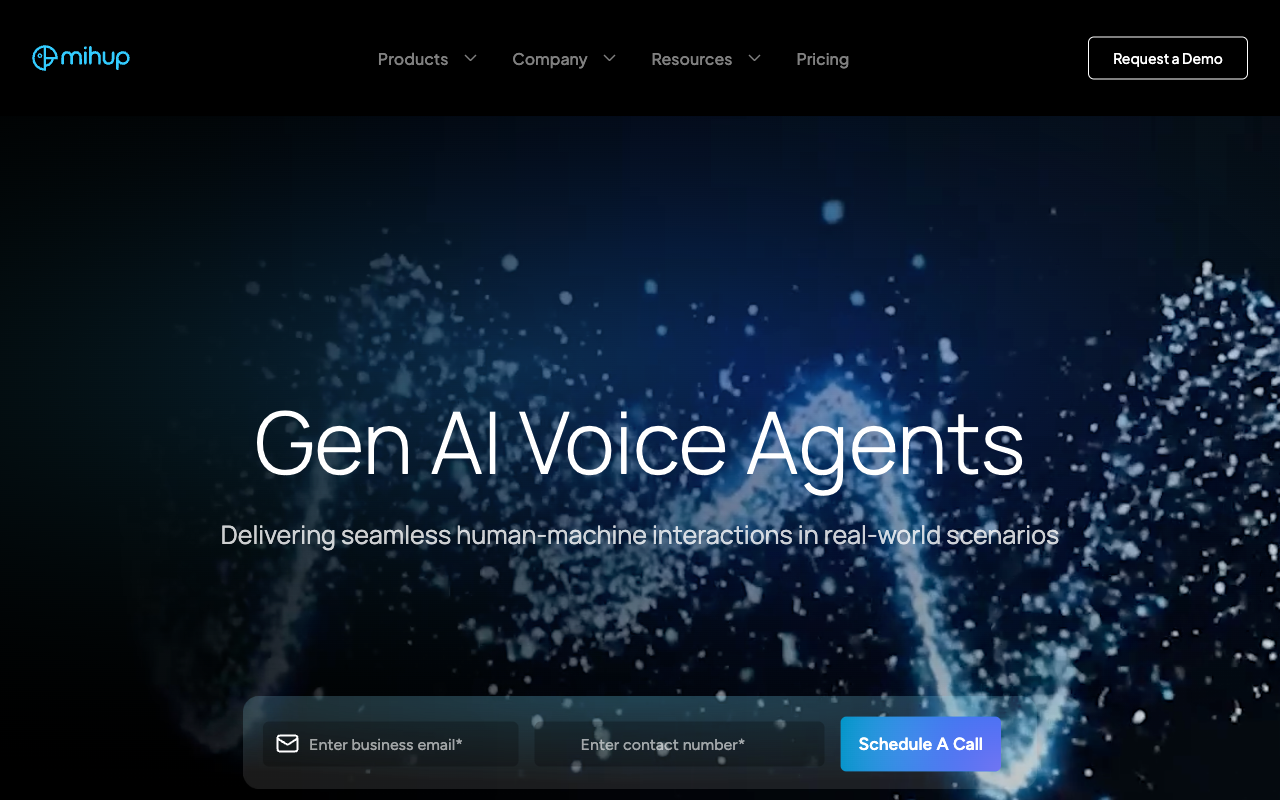 mihup
Products
Company
Resources
Pricing
Request a Demo
Gen AI Voice Agents
Delivering seamless human-machine interactions in real-world scenarios
Enter business email*
Enter contact number*
Schedule A Call